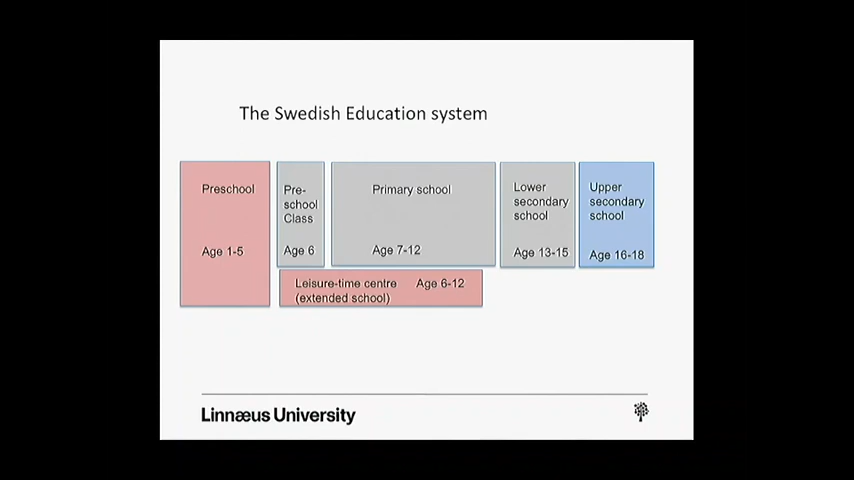 The Swedish Education system
Preschool
Age 1-5
Pre-
school
Class
Age 6
Primary school
Age 7-12
Lower
secondary
school
Age 13-15
Upper
secondary
school
Age 16-18
Leisure-time centre Age 6-12
(extended school)
Linnæus University